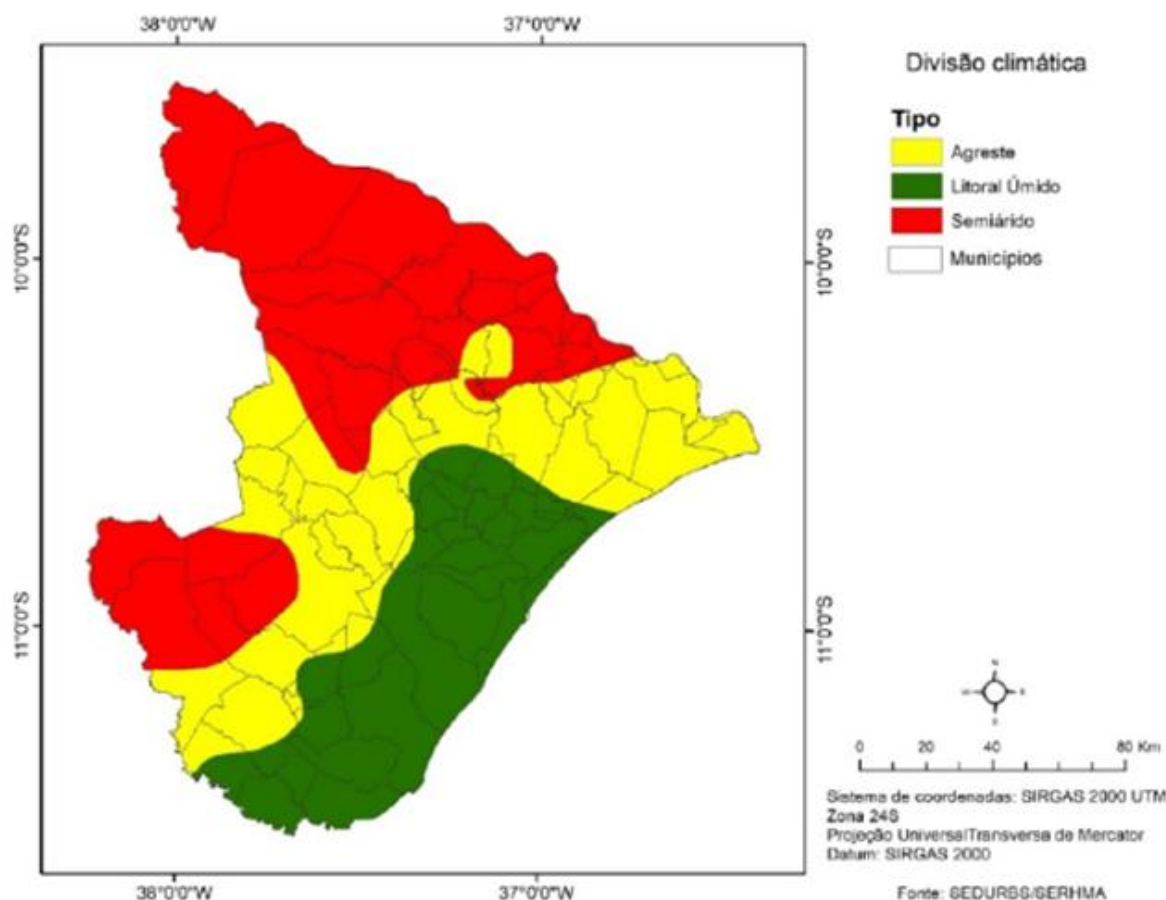 38°0'0"W 37°0'0"W
Divisão climática
Tipo
Agreste
Litoral Úmido
Semiárido
Municípios
10°0'0"S 10°0'0"S
11°0'0"S 11°0'0"S
N
W E
S
0 20 40 80 Km
Sistema de coordenadas: SIRGAS 2000 UTM
Zona 24S
Projeção UniversalTransversa de Mercator
Datum: SIRGAS 2000
38°0'0"W 37°0'0"W
Fonte: SEDURBS/SERHMA